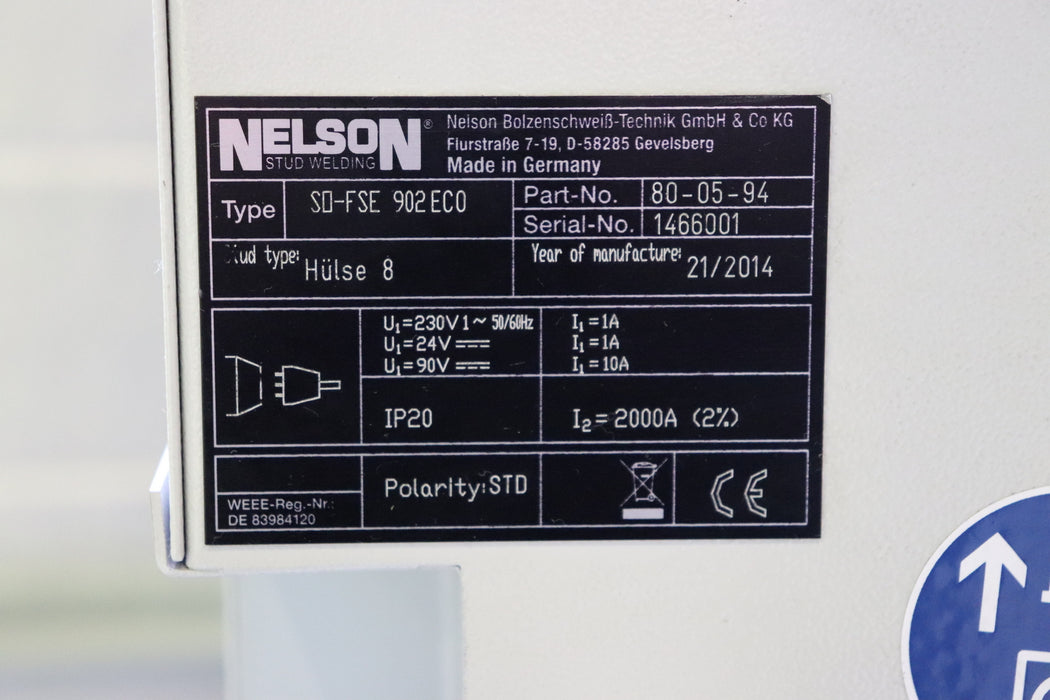 NELSON® STUD WELDING
Nelson Bolzenschweiß-Technik GmbH & Co KG
Flurstraße 7-19, D-58285 Gevelsberg
Made in Germany
Type SO-FSE 902 ECO
Part-No. 80-05-94
Serial-No. 1466001
type: Hülse 8
Year of manufacture: 21/2014
U₁=230V 1~ 50/60Hz I₁=1A
U₁=24V ⎓ I₁=1A
U₁=90V ⎓ I₁=10A
IP20 I₂=2000A (2%)
WEEE-Reg.-Nr.:
DE 83984120
Polarity:STD
CE